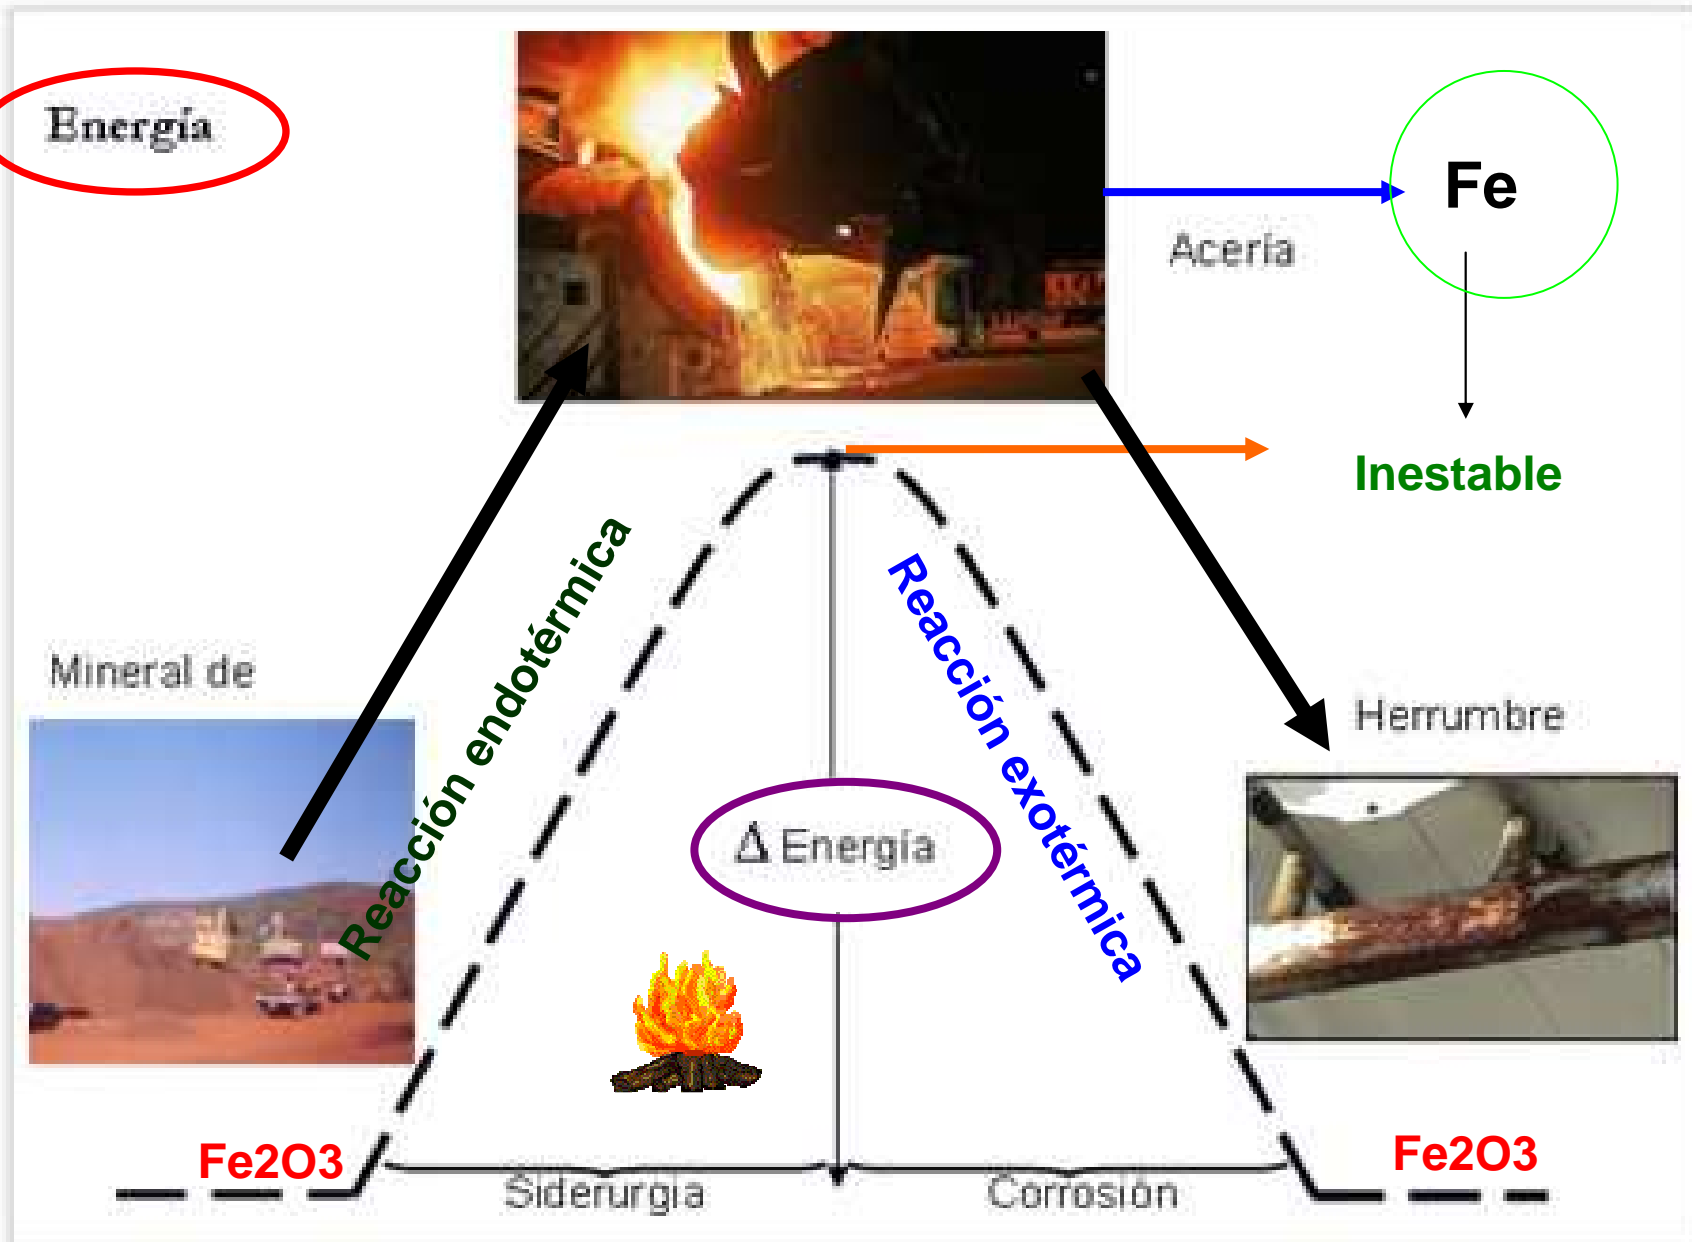 Energía
Fe
Acería
Inestable
Reacción endotérmica
Reacción exotérmica
Mineral de
Herrumbre
Δ Energía
Fe2O3
Fe2O3
Siderurgia
Corrosión